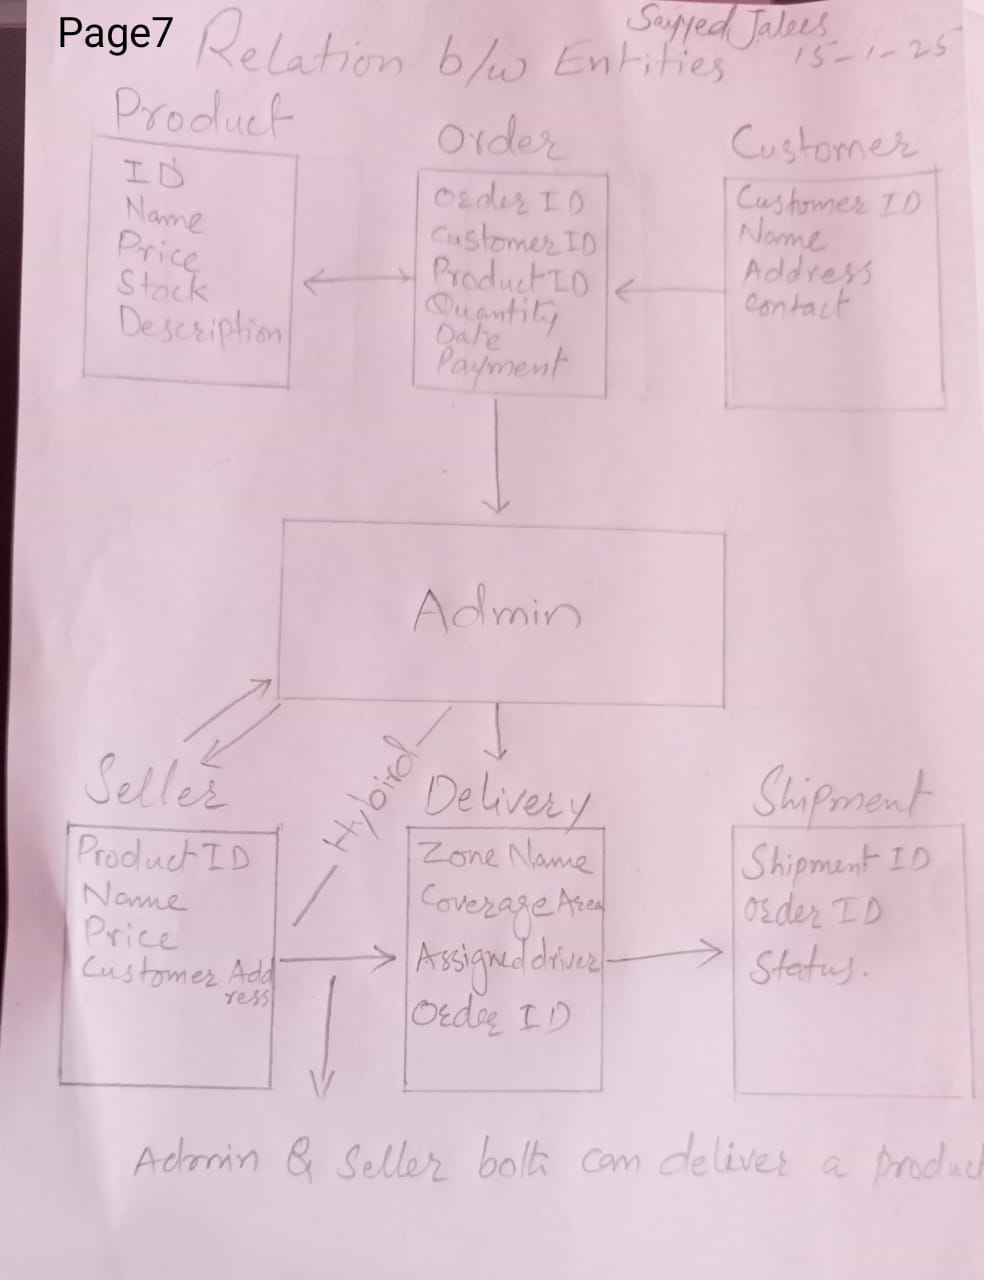 Page7
Sayyed Jalees
Relation b/w Entities 15-1-25
Product
ID
Name
Price
Stock
Description
Order
Order ID
Customer ID
Product ID
Quantity
Date
Payment
Customer
Customer ID
Name
Address
Contact
Admin
Hybird
Seller
Product ID
Name
Price
Customer Add
ress
Delivery
Zone Name
Coverage Area
Assigned driver
Order ID
Shipment
Shipment ID
Order ID
Status.
Admin & Seller both can deliver a produc